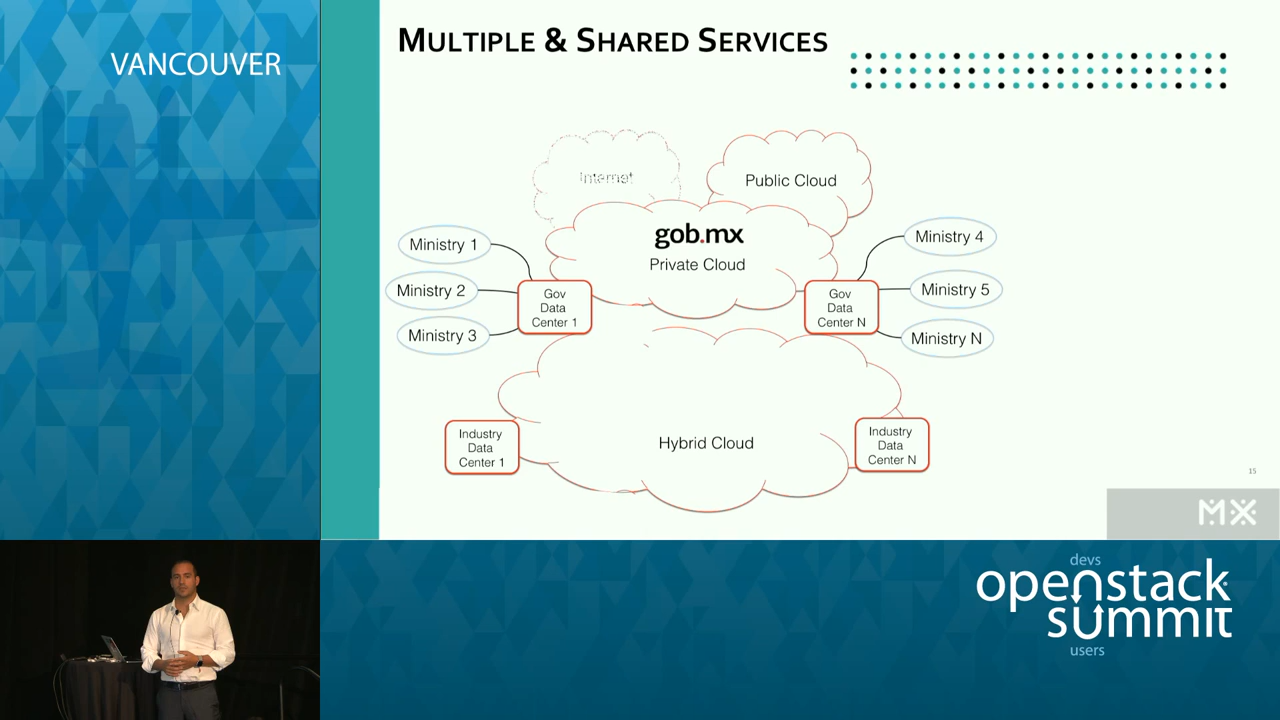 VANCOUVER
MULTIPLE & SHARED SERVICES
Internet
Public Cloud
gob.mx
Private Cloud
Ministry 1
Ministry 2
Ministry 3
Gov
Data
Center 1
Gov
Data
Center N
Ministry 4
Ministry 5
Ministry N
Industry
Data
Center 1
Hybrid Cloud
Industry
Data
Center N
15
MX
devs
openstack
summit
users